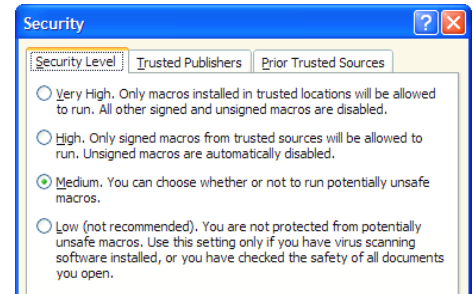 Security
Security Level Trusted Publishers Prior Trusted Sources
Very High. Only macros installed in trusted locations will be allowed
to run. All other signed and unsigned macros are disabled.
High. Only signed macros from trusted sources will be allowed to
run. Unsigned macros are automatically disabled.
Medium. You can choose whether or not to run potentially unsafe
macros.
Low (not recommended). You are not protected from potentially
unsafe macros. Use this setting only if you have virus scanning
software installed, or you have checked the safety of all documents
you open.